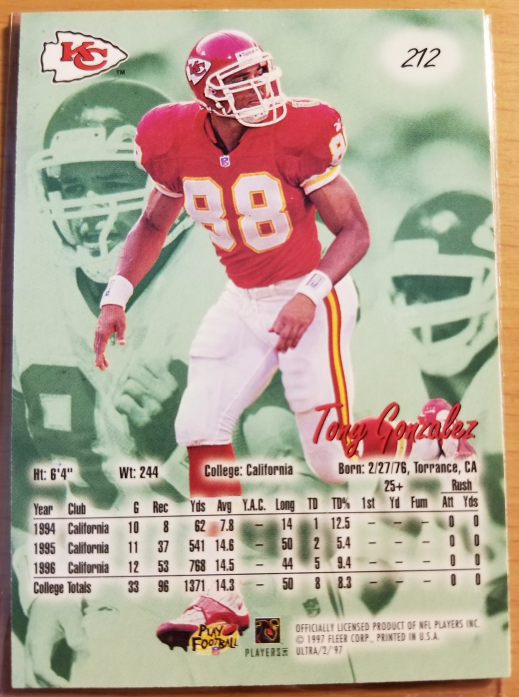 KC
TM
212
KC
88
88
Tony Gonzalez
Ht: 6'4" Wt: 244 College: California Born: 2/27/76, Torrance, CA
25+ Rush
Year Club G Rec Yds Avg Y.A.C. Long TD TD% 1st Yd Fum Att Yds
1994 California 10 8 62 7.8 – 14 1 12.5 – – – 0 0
1995 California 11 37 541 14.6 – 50 2 5.4 – – – 0 0
1996 California 12 53 768 14.5 – 44 5 9.4 – – – 0 0
College Totals 33 96 1371 14.3 – 50 8 8.3 – – – 0 0
PLAY
FOOTBALL
PLAYERS INC
OFFICIALLY LICENSED PRODUCT OF NFL PLAYERS INC.
© 1997 FLEER CORP., PRINTED IN U.S.A.
ULTRA/2/'97